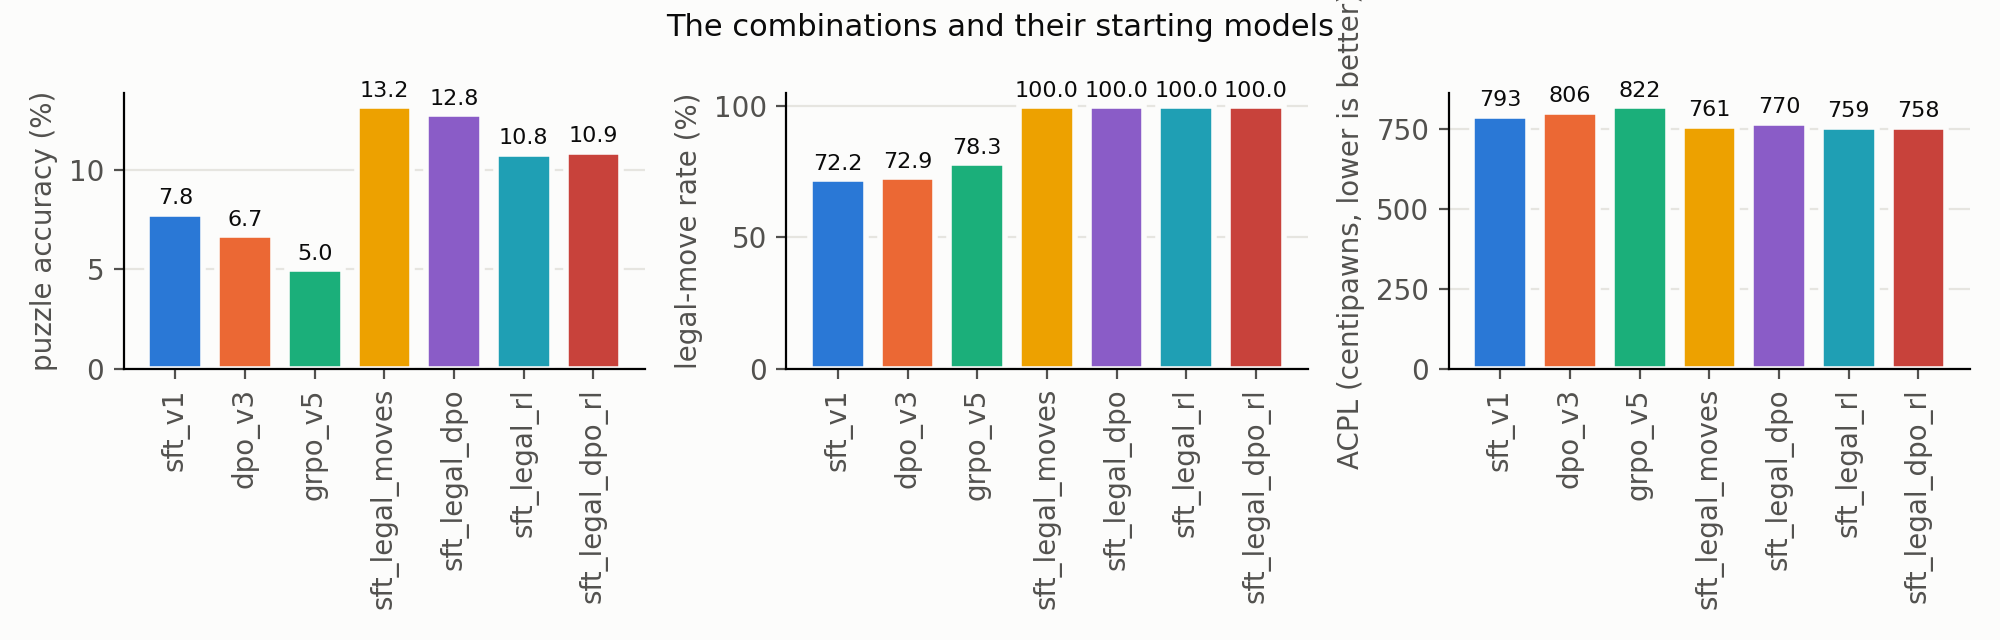 The combinations and their starting models
puzzle accuracy (%)
10
5
0
7.8
6.7
5.0
13.2
12.8
10.8
10.9
sft_v1
dpo_v3
grpo_v5
sft_legal_moves
sft_legal_dpo
sft_legal_rl
sft_legal_dpo_rl
legal-move rate (%)
100
50
0
72.2
72.9
78.3
100.0
100.0
100.0
100.0
sft_v1
dpo_v3
grpo_v5
sft_legal_moves
sft_legal_dpo
sft_legal_rl
sft_legal_dpo_rl
ACPL (centipawns, lower is better)
750
500
250
0
793
806
822
761
770
759
758
sft_v1
dpo_v3
grpo_v5
sft_legal_moves
sft_legal_dpo
sft_legal_rl
sft_legal_dpo_rl